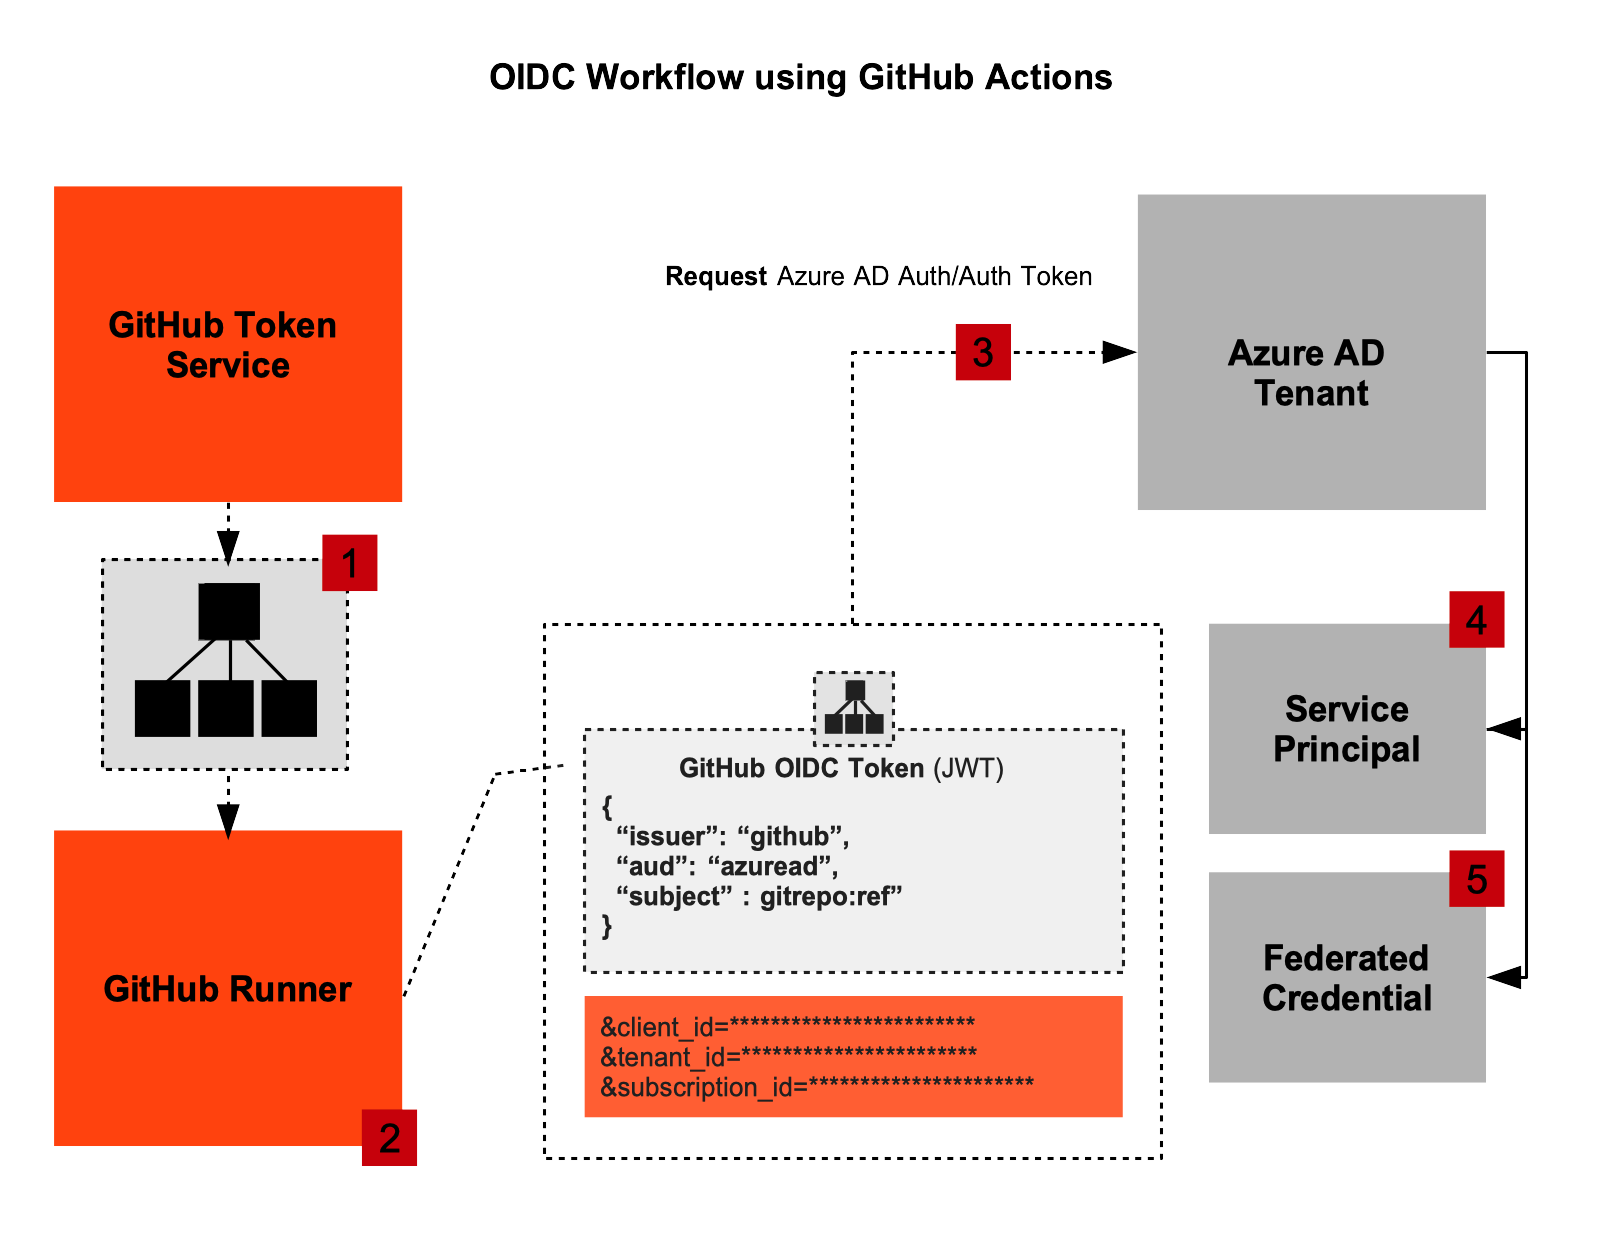 OIDC Workflow using GitHub Actions
GitHub Token
Service
1
GitHub Runner
2
Request Azure AD Auth/Auth Token
3
Azure AD
Tenant
GitHub OIDC Token (JWT)
{
“issuer”: “github”,
“aud”: “azuread”,
“subject” : gitrepo:ref”
}
&client_id=************************
&tenant_id=***********************
&subscription_id=**********************
4
Service
Principal
5
Federated
Credential